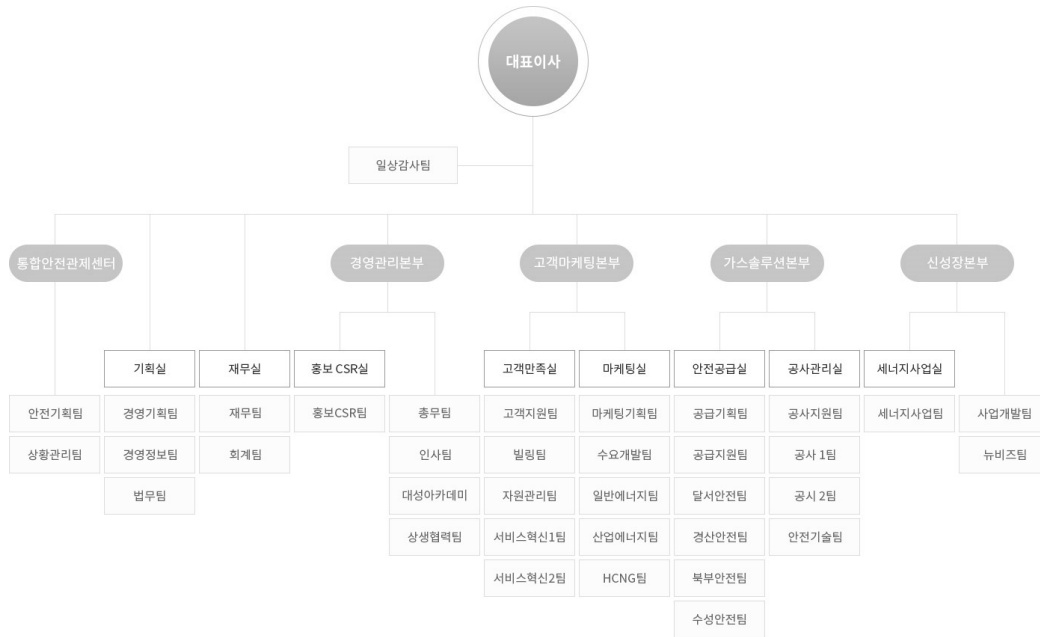 대표이사
일상감사팀
통합안전관제센터
경영관리본부
고객마케팅본부
가스솔루션본부
신성장본부
기획실
재무실
홍보 CSR실
고객만족실
마케팅실
안전공급실
공사관리실
세너지사업실
안전기획팀
경영기획팀
재무팀
홍보CSR팀
총무팀
고객지원팀
마케팅기획팀
공급기획팀
공사지원팀
세너지사업팀
사업개발팀
상황관리팀
경영정보팀
회계팀
인사팀
빌링팀
수요개발팀
공급지원팀
공사 1팀
뉴비즈팀
법무팀
대성아카데미
자원관리팀
일반에너지팀
달서안전팀
공시 2팀
상생협력팀
서비스혁신1팀
산업에너지팀
경산안전팀
안전기술팀
서비스혁신2팀
HCNG팀
북부안전팀
수성안전팀